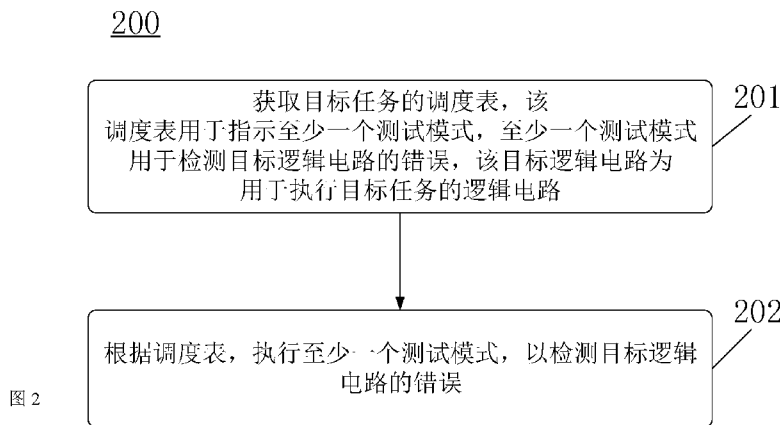 200
获取目标任务的调度表，该
调度表用于指示至少一个测试模式，至少一个测试模式
用于检测目标逻辑电路的错误，该目标逻辑电路为
用于执行目标任务的逻辑电路
201
根据调度表，执行至少一个测试模式，以检测目标逻辑
电路的错误
202
图 2